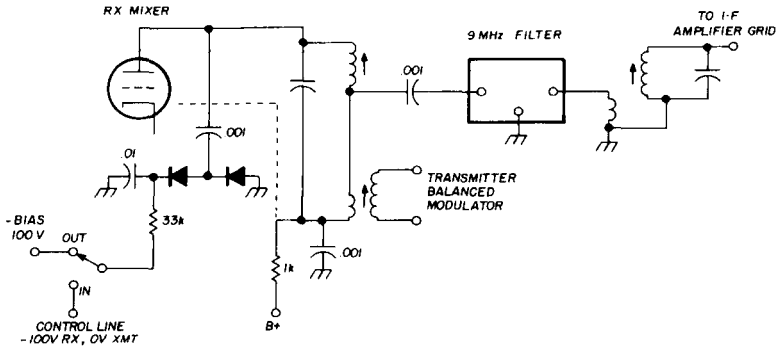 RX MIXER
TO I-F
AMPLIFIER GRID
9 MHz FILTER
.001
.001
.01
33k
TRANSMITTER
BALANCED
MODULATOR
-BIAS
100 V
OUT
1k
.001
IN
B+
CONTROL LINE
-100V RX, 0V XMT